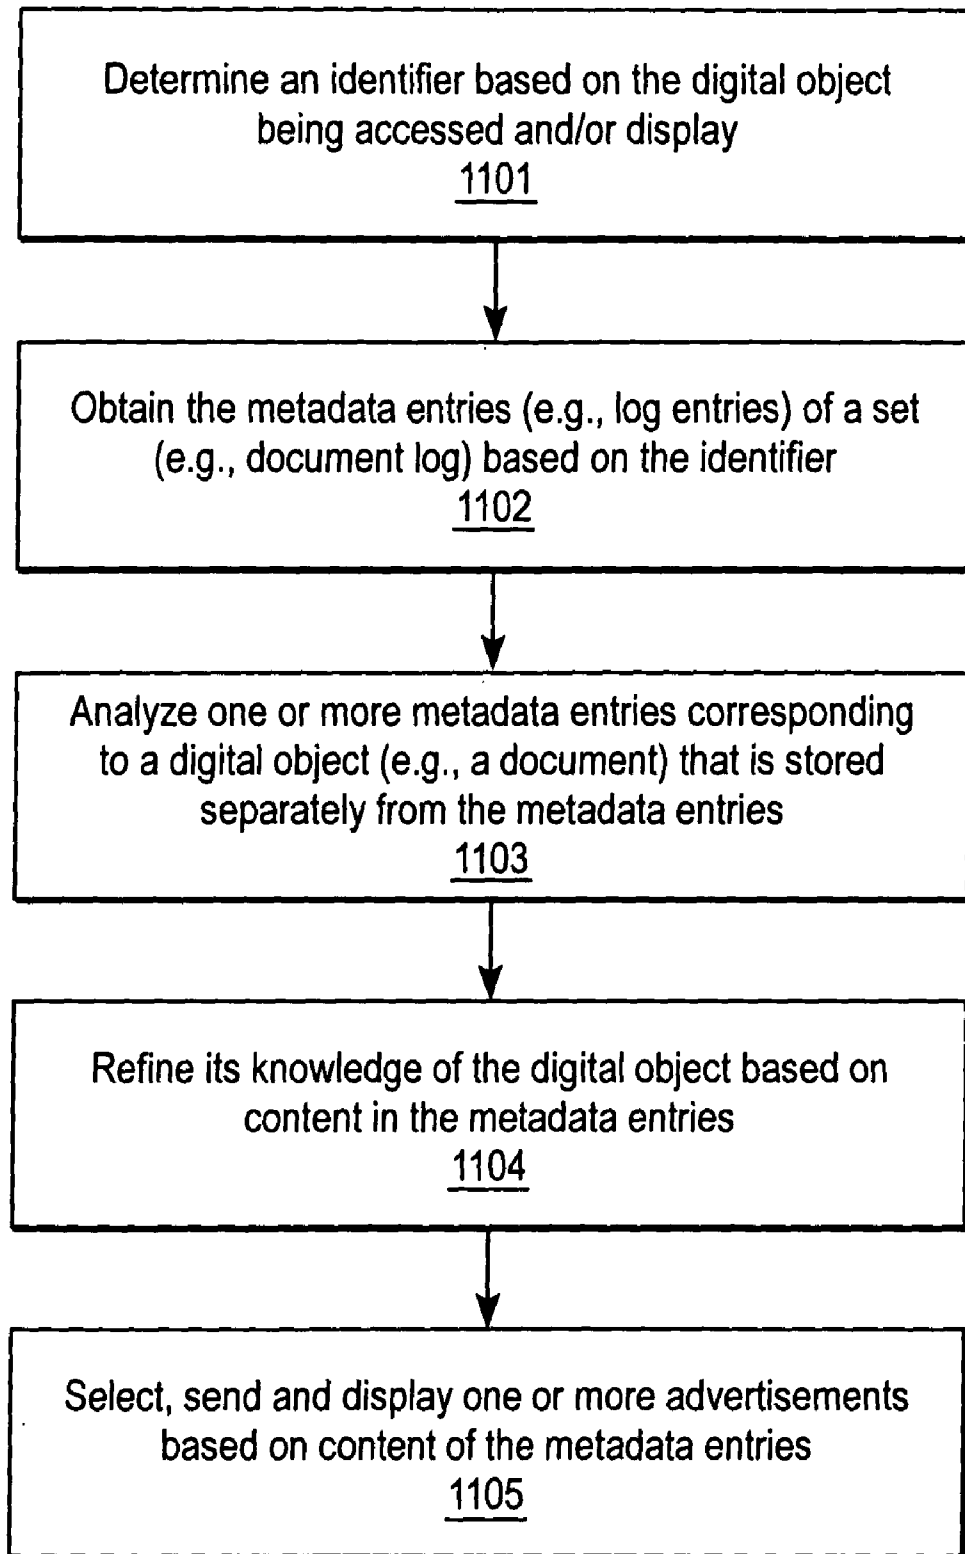 Determine an identifier based on the digital object
being accessed and/or display
1101
Obtain the metadata entries (e.g., log entries) of a set
(e.g., document log) based on the identifier
1102
Analyze one or more metadata entries corresponding
to a digital object (e.g., a document) that is stored
separately from the metadata entries
1103
Refine its knowledge of the digital object based on
content in the metadata entries
1104
Select, send and display one or more advertisements
based on content of the metadata entries
1105